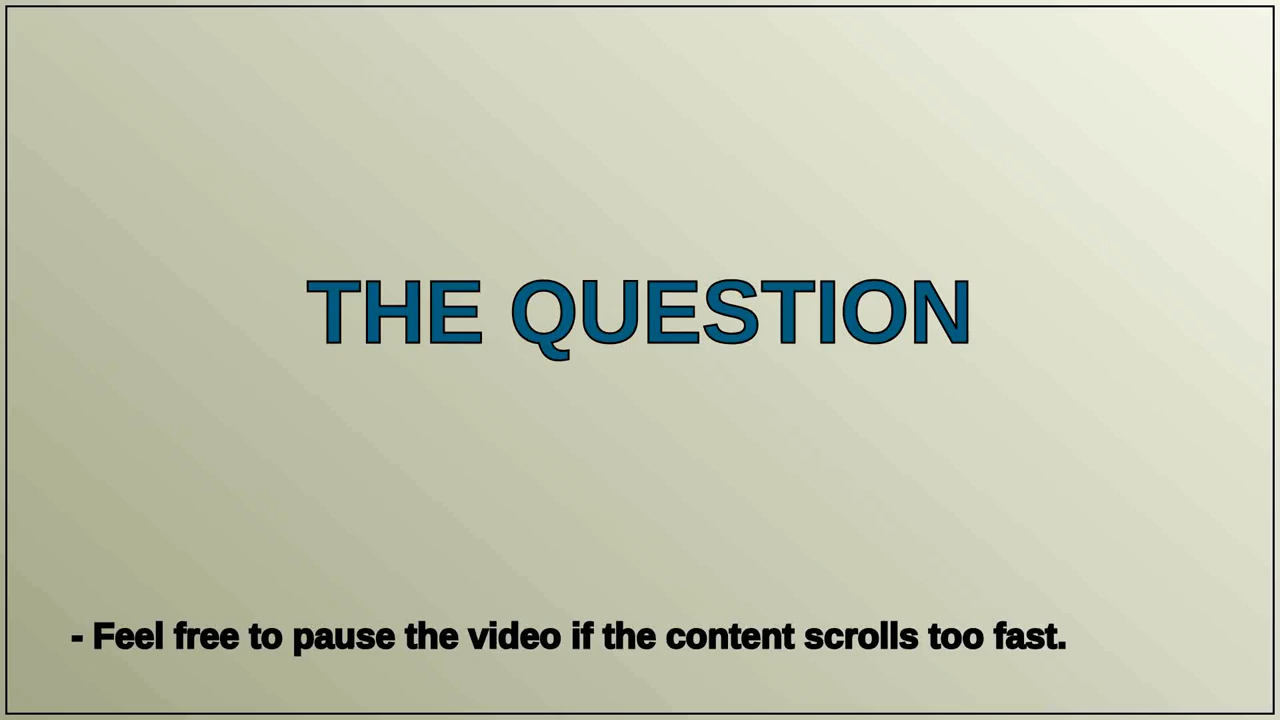 THE QUESTION
- Feel free to pause the video if the content scrolls too fast.